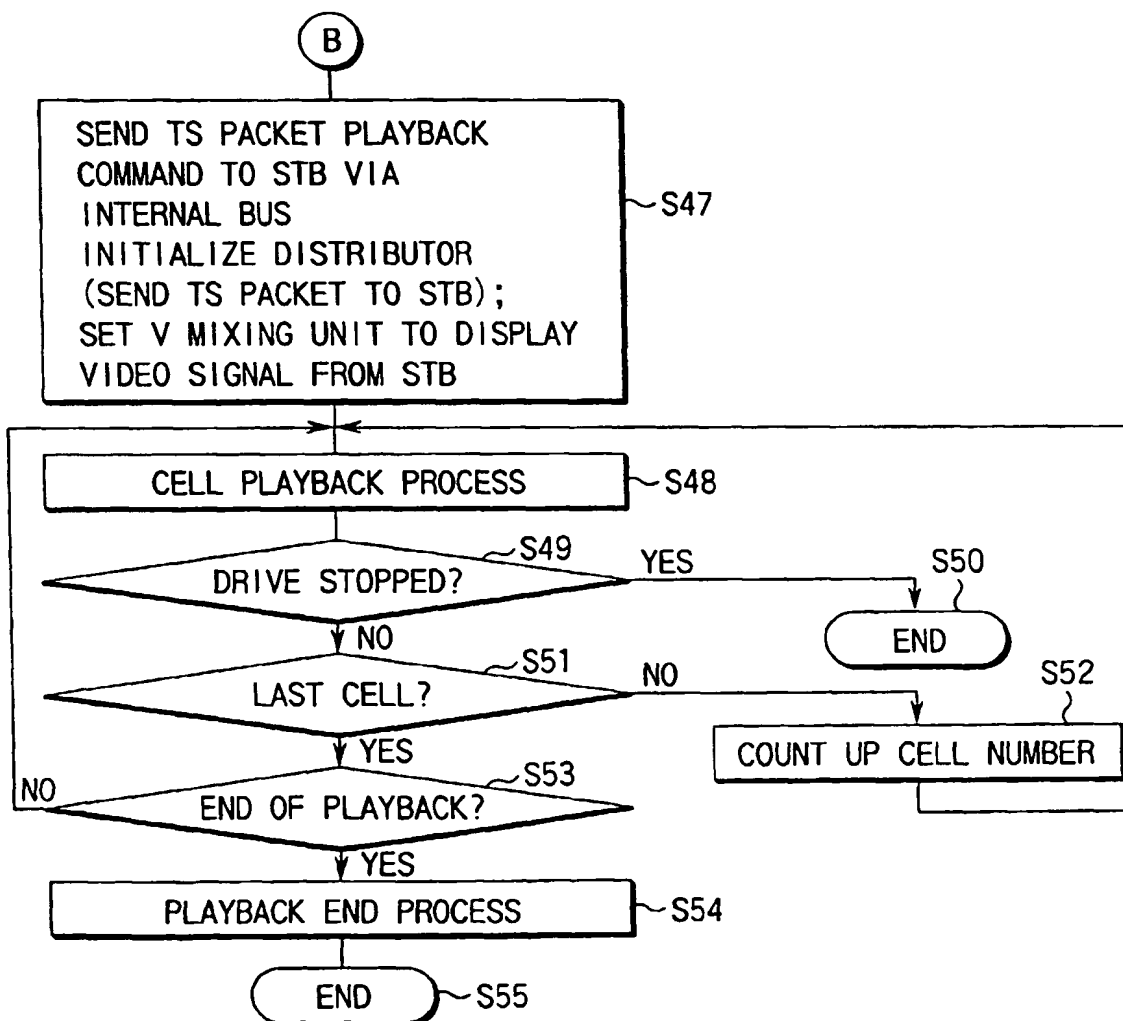 B
SEND TS PACKET PLAYBACK
COMMAND TO STB VIA
INTERNAL BUS
INITIALIZE DISTRIBUTOR
(SEND TS PACKET TO STB);
SET V MIXING UNIT TO DISPLAY
VIDEO SIGNAL FROM STB
S47
CELL PLAYBACK PROCESS
S48
S49
DRIVE STOPPED?
YES
S50
END
NO
S51
LAST CELL?
NO
S52
COUNT UP CELL NUMBER
YES
S53
END OF PLAYBACK?
NO
YES
PLAYBACK END PROCESS
S54
END
S55